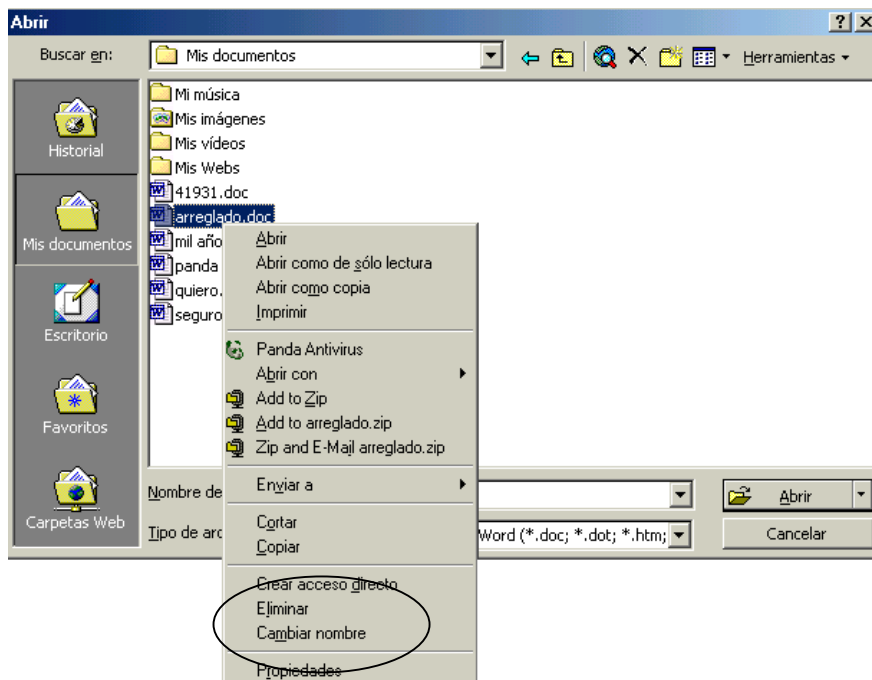 Abrir
Buscar en:
Mis documentos
Herramientas
Historial
Mis documentos
Escritorio
Favoritos
Carpetas Web
Mi música
Mis imágenes
Mis vídeos
Mis Webs
41931.doc
arreglado.doc
mil año
panda
quiero.
seguro
Abrir
Abrir como de sólo lectura
Abrir como copia
Imprimir
Panda Antivirus
Abrir con
Add to Zip
Add to arreglado.zip
Zip and E-Mail arreglado.zip
Enviar a
Cortar
Copiar
Crear acceso directo
Eliminar
Cambiar nombre
Propiedades
Nombre de
Abrir
Tipo de arc
Word (*.doc; *.dot; *.htm;
Cancelar